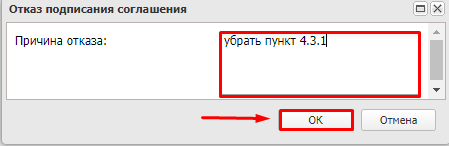 Отказ подписания соглашения
Причина отказа: убрать пункт 4.3.1
ОК Отмена